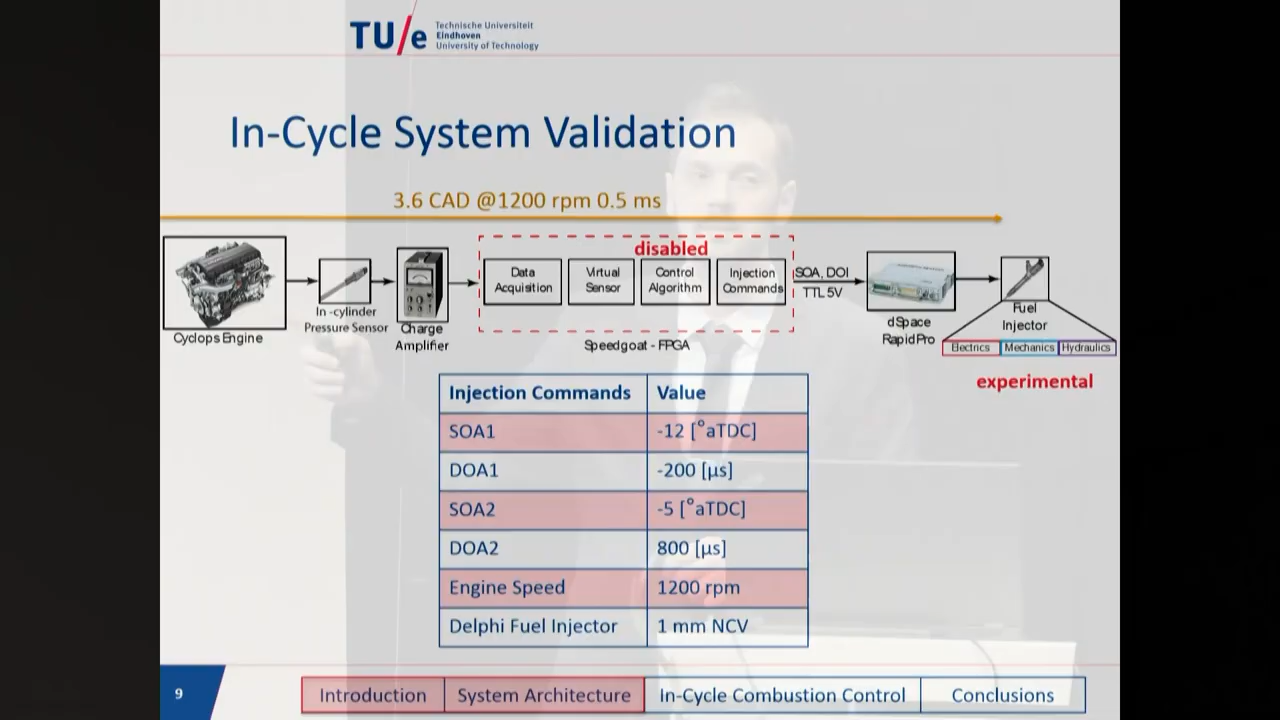 TU/e
Technische Universiteit
Eindhoven
University of Technology
In-Cycle System Validation
3.6 CAD @1200 rpm 0.5 ms
disabled
Data
Acquisition
Virtual
Sensor
Control
Algorithm
Injection
Commands
SOA, DOI
TTL 5V
Cyclops Engine
In -cylinder
Pressure Sensor
Charge
Amplifier
Speedgoat - FPGA
dSpace
RapidPro
Fuel
Injector
Electrics Mechanics Hydraulics
experimental
Injection Commands Value
SOA1 -12 [°aTDC]
DOA1 -200 [µs]
SOA2 -5 [°aTDC]
DOA2 800 [µs]
Engine Speed 1200 rpm
Delphi Fuel Injector 1 mm NCV
9
Introduction System Architecture In-Cycle Combustion Control Conclusions